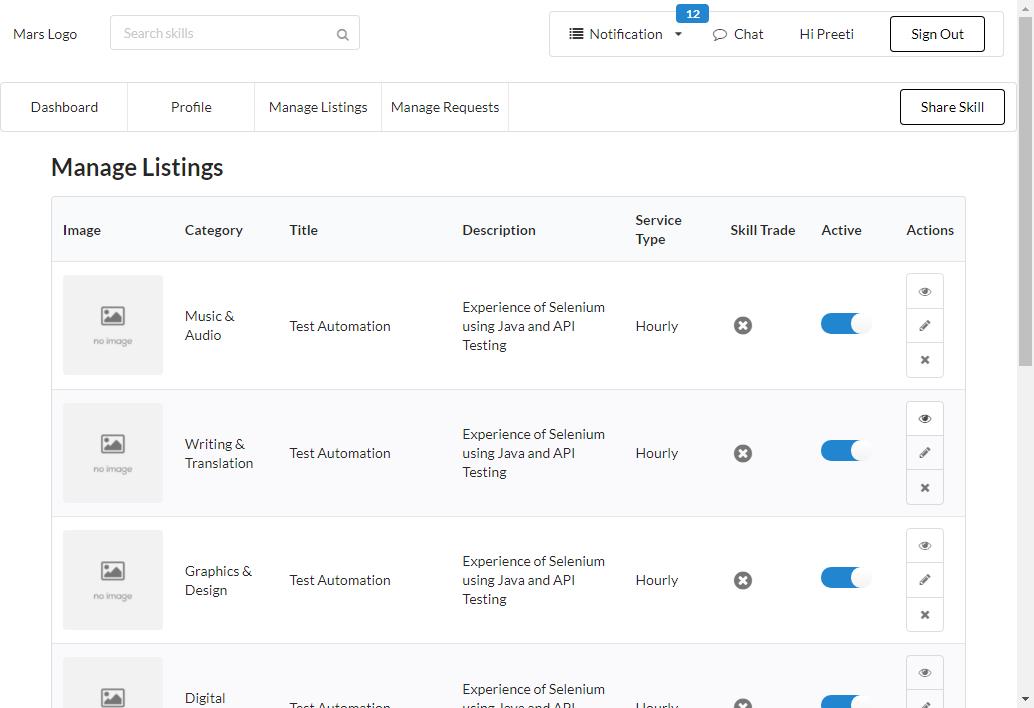 12
Mars Logo
Search skills
Notification
Chat
Hi Preeti
Sign Out
Dashboard
Profile
Manage Listings
Manage Requests
Share Skill
Manage Listings
Image
Category
Title
Description
Service
Type
Skill Trade
Active
Actions
no image
Music &
Audio
Test Automation
Experience of Selenium
using Java and API
Testing
Hourly
no image
Writing &
Translation
Test Automation
Experience of Selenium
using Java and API
Testing
Hourly
no image
Graphics &
Design
Test Automation
Experience of Selenium
using Java and API
Testing
Hourly
Digital
Test Automation
Experience of Selenium
using Java and API
Hourly